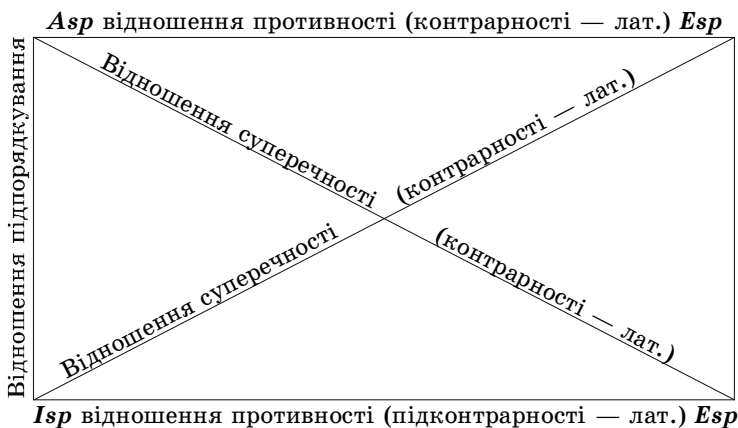 Asp відношення противності (контрарності — лат.) Esp
Відношення підпорядкування
Відношення суперечності (контрарності — лат.)
Відношення суперечності (контрарності — лат.)
Isp відношення противності (підконтрарності — лат.) Esp